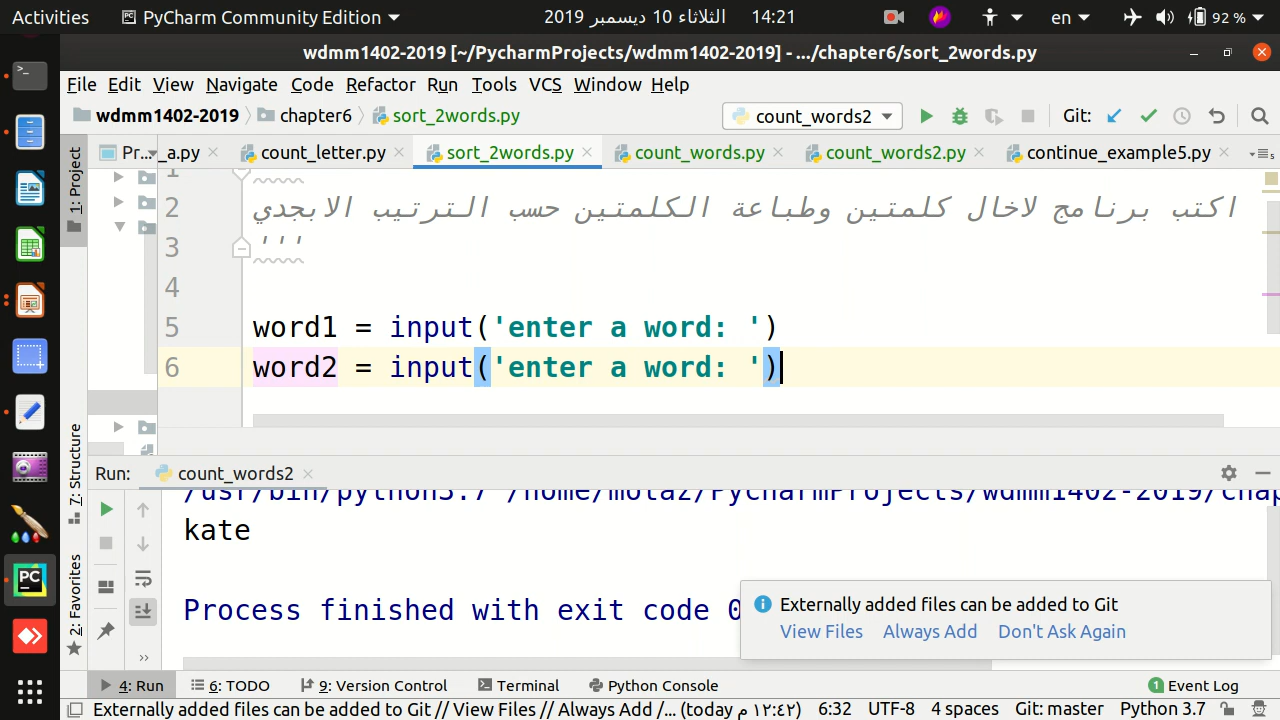 Activities PyCharm Community Edition الثلاثاء 10 ديسمبر 2019 14:21 en 92 %
wdmm1402-2019 [~/PycharmProjects/wdmm1402-2019] - .../chapter6/sort_2words.py
File Edit View Navigate Code Refactor Run Tools VCS Window Help
wdmm1402-2019 chapter6 sort_2words.py count_words2 Git:
1: Project Pr... _a.py count_letter.py sort_2words.py count_words.py count_words2.py continue_example5.py
1
2 اكتب برنامج لاخال كلمتين وطباعة الكلمتين حسب الترتيب الابجدي
3 '''
4
5 word1 = input('enter a word: ')
6 word2 = input('enter a word: ')
7: Structure
2: Favorites
Run: count_words2
/usr/bin/python3.7 /home/motaz/PycharmProjects/wdmm1402-2019/chap
kate
Process finished with exit code 0
Externally added files can be added to Git
View Files Always Add Don't Ask Again
4: Run 6: TODO 9: Version Control Terminal Python Console 1 Event Log
Externally added files can be added to Git // View Files // Always Add /... (today ١٢:٤٢ م) 6:32 UTF-8 4 spaces Git: master Python 3.7